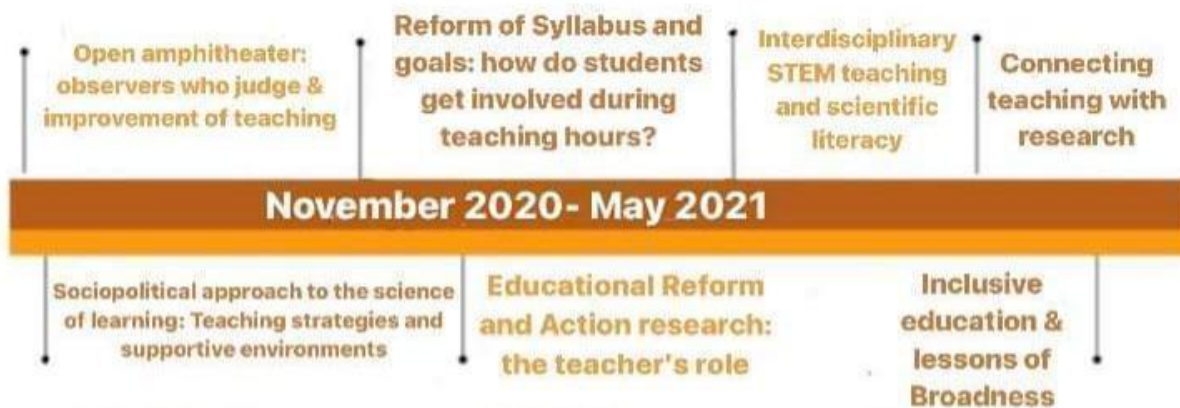 Open amphitheater:
observers who judge &
improvement of teaching
Reform of Syllabus and
goals: how do students
get involved during
teaching hours?
Interdisciplinary
STEM teaching
and scientific
literacy
Connecting
teaching with
research
November 2020- May 2021
Sociopolitical approach to the science
of learning: Teaching strategies and
supportive environments
Educational Reform
and Action research:
the teacher's role
Inclusive
education &
lessons of
Broadness